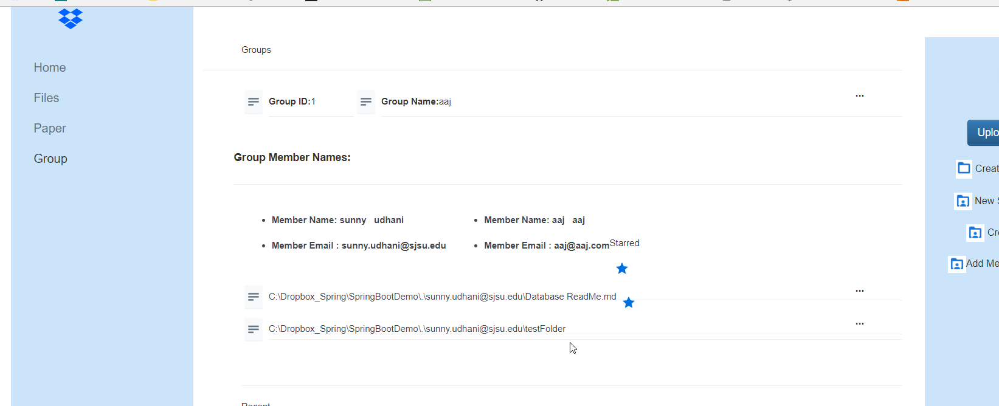 Home
Files
Paper
Group
Groups
Group ID:1 Group Name:aaj ...
Group Member Names:
• Member Name: sunny udhani • Member Name: aaj aaj
• Member Email : sunny.udhani@sjsu.edu • Member Email : aaj@aaj.com
Starred
C:\Dropbox_Spring\SpringBootDemo\.\sunny.udhani@sjsu.edu\Database ReadMe.md ...
C:\Dropbox_Spring\SpringBootDemo\.\sunny.udhani@sjsu.edu\testFolder ...
Recent
Uplo
Creat
New
Cre
Add Me